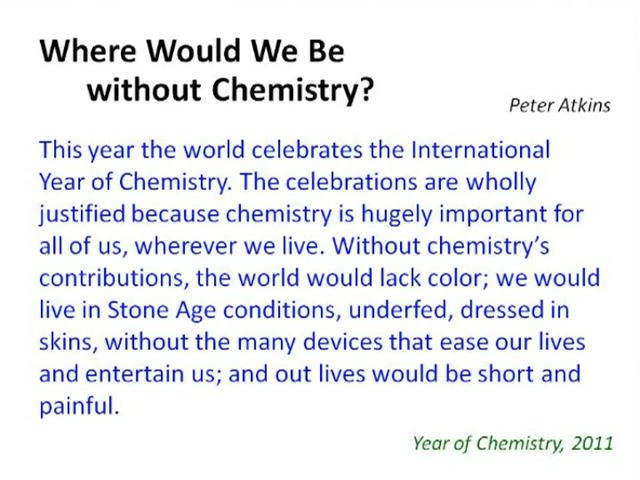 Where Would We Be
without Chemistry?
Peter Atkins
This year the world celebrates the International
Year of Chemistry. The celebrations are wholly
justified because chemistry is hugely important for
all of us, wherever we live. Without chemistry’s
contributions, the world would lack color; we would
live in Stone Age conditions, underfed, dressed in
skins, without the many devices that ease our lives
and entertain us; and out lives would be short and
painful.
Year of Chemistry, 2011